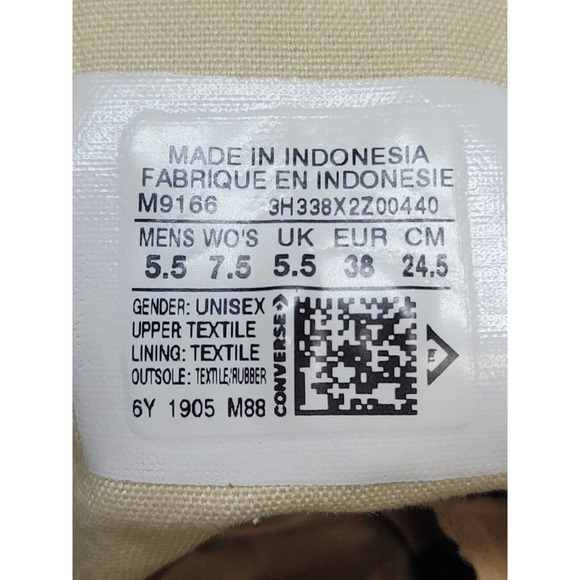 MADE IN INDONESIA
FABRIQUE EN INDONESIE
M9166 3H338X2Z00440
MENS WO'S UK EUR CM
5.5 7.5 5.5 38 24.5
GENDER: UNISEX
UPPER TEXTILE
LINING: TEXTILE
OUTSOLE: TEXTILE/RUBBER
6Y 1905 M88
CONVERSE